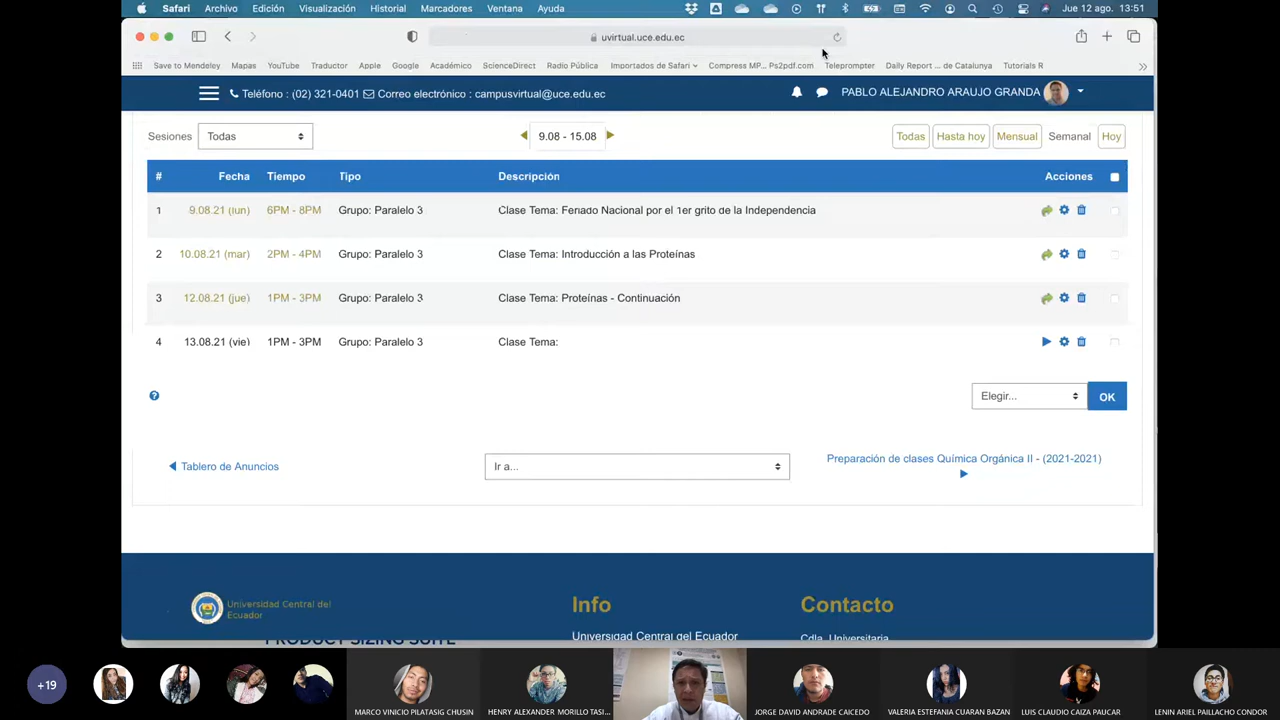 Safari Archivo Edición Visualización Historial Marcadores Ventana Ayuda Jue 12 ago. 13:51
uvirtual.uce.edu.ec
Save to Mendeley Mapas YouTube Traductor Apple Google Académico ScienceDirect Radio Pública Importados de Safari Compress MP... Ps2pdf.com Teleprompter Daily Report ... de Catalunya Tutorials R
Teléfono : (02) 321-0401 Correo electrónico : campusvirtual@uce.edu.ec PABLO ALEJANDRO ARAUJO GRANDA
Sesiones Todas 9.08 - 15.08 Todas Hasta hoy Mensual Semanal Hoy
# Fecha Tiempo Tipo Descripción Acciones
1 9.08.21 (lun) 6PM - 8PM Grupo: Paralelo 3 Clase Tema: Feriado Nacional por el 1er grito de la Independencia
2 10.08.21 (mar) 2PM - 4PM Grupo: Paralelo 3 Clase Tema: Introducción a las Proteínas
3 12.08.21 (jue) 1PM - 3PM Grupo: Paralelo 3 Clase Tema: Proteínas - Continuación
4 13.08.21 (vie) 1PM - 3PM Grupo: Paralelo 3 Clase Tema:
Elegir... OK
Tablero de Anuncios Ir a... Preparación de clases Química Orgánica II - (2021-2021)
Universidad Central del
Ecuador
Info Contacto
Universidad Central del Ecuador Cdla. Universitaria
PRODUCT SIZING SUITE
+19
MARCO VINICIO PILATASIG CHUSIN HENRY ALEXANDER MORILLO TASI... JORGE DAVID ANDRADE CAICEDO VALERIA ESTEFANIA CUARAN BAZAN LUIS CLAUDIO CAIZA PAUCAR LENIN ARIEL PAILLACHO CONDOR